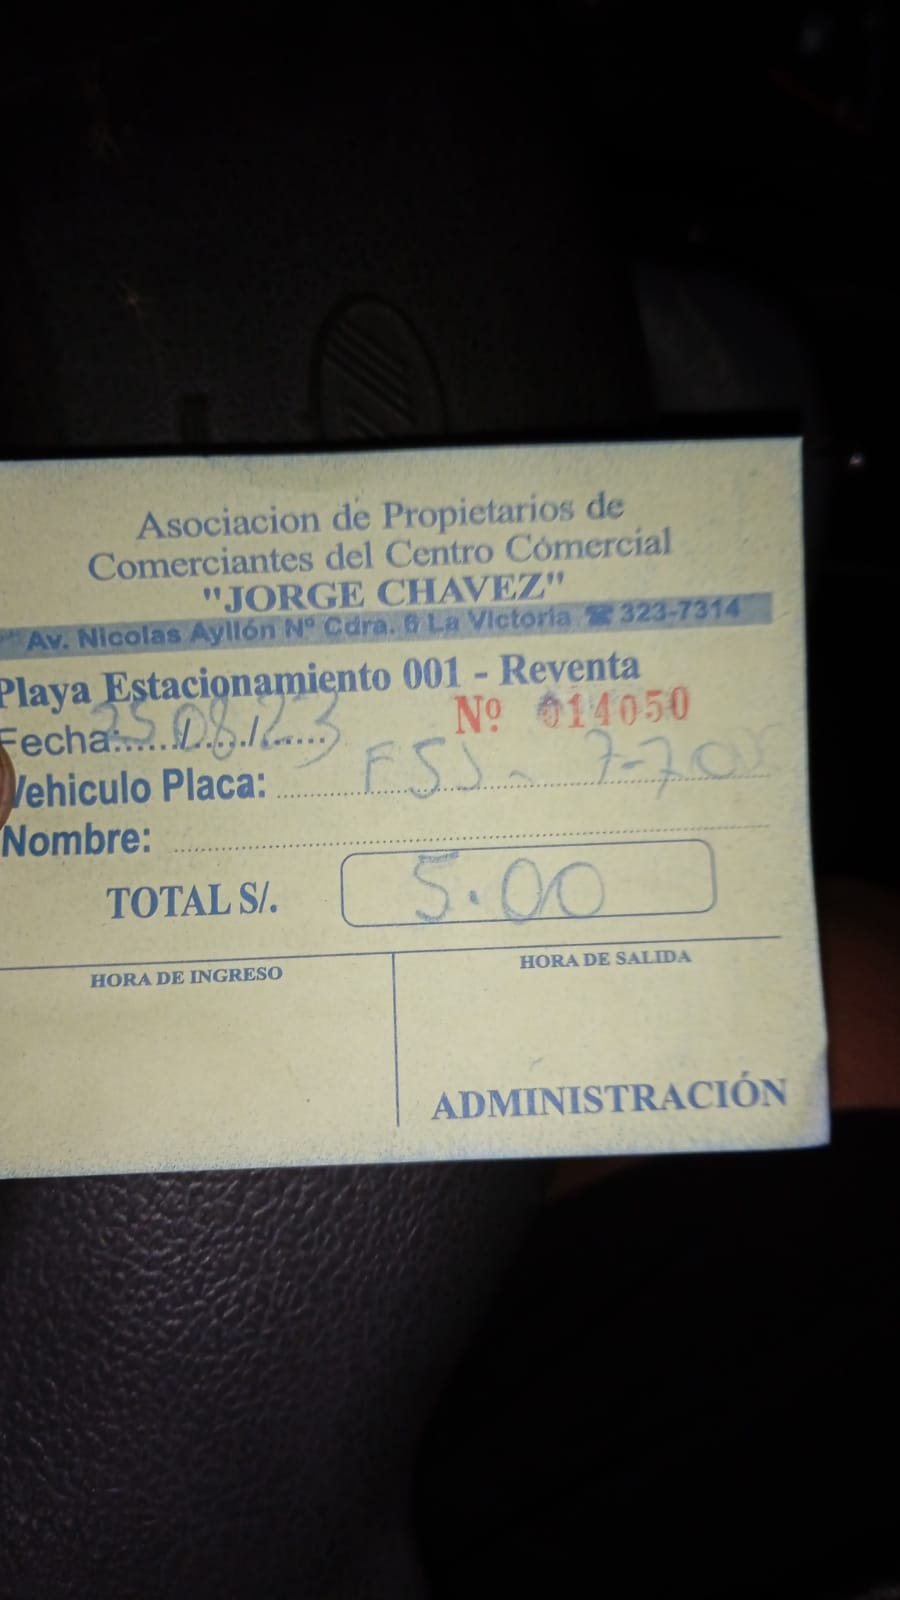 Asociacion de Propietarios de
Comerciantes del Centro Comercial
"JORGE CHAVEZ"
Av. Nicolas Ayllón Nº Cdra. 6 La Victoria ☎ 323-7314
Playa Estacionamiento 001 - Reventa
Nº 014050
Fecha: 25/08/23
Vehiculo Placa:
Nombre:
TOTAL S/. 5.00
HORA DE INGRESO
HORA DE SALIDA
ADMINISTRACIÓN